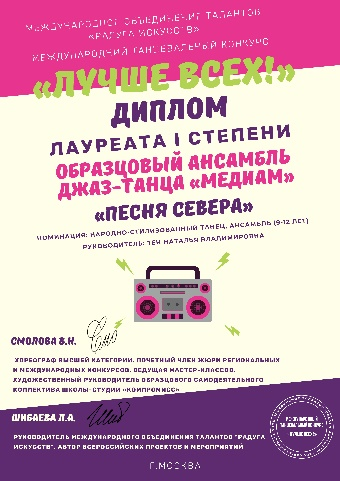 МЕЖДУНАРОДНОЕ ОБЪЕДИНЕНИЕ ТАЛАНТОВ
«РАДУГА ИСКУССТВ»
МЕЖДУНАРОДНЫЙ ТАНЦЕВАЛЬНЫЙ КОНКУРС
«ЛУЧШЕ ВСЕХ!»
ДИПЛОМ
ЛАУРЕАТА I СТЕПЕНИ
ОБРАЗЦОВЫЙ АНСАМБЛЬ
ДЖАЗ-ТАНЦА «МЕДИАМ»
«ПЕСНЯ СЕВЕРА»
НОМИНАЦИЯ: НАРОДНО-СТИЛИЗОВАННЫЙ ТАНЕЦ, АНСАМБЛЬ (9-12 ЛЕТ)
РУКОВОДИТЕЛЬ: ТЕН НАТАЛЬЯ ВЛАДИМИРОВНА
СМОЛОВА В.Н.
ХОРЕОГРАФ ВЫСШЕЙ КАТЕГОРИИ, ПОЧЕТНЫЙ ЧЛЕН ЖЮРИ РЕГИОНАЛЬНЫХ
И МЕЖДУНАРОДНЫХ КОНКУРСОВ, ВЕДУЩАЯ МАСТЕР-КЛАССОВ,
ХУДОЖЕСТВЕННЫЙ РУКОВОДИТЕЛЬ ОБРАЗЦОВОГО САМОДЕЯТЕЛЬНОГО
КОЛЛЕКТИВА ШКОЛЫ-СТУДИИ «КОМПРОМИСС»
ШИБАЕВА Л.А.
РУКОВОДИТЕЛЬ МЕЖДУНАРОДНОГО ОБЪЕДИНЕНИЯ ТАЛАНТОВ "РАДУГА
ИСКУССТВ", АВТОР ВСЕРОССИЙСКИХ ПРОЕКТОВ И МЕРОПРИЯТИЙ
Г.МОСКВА